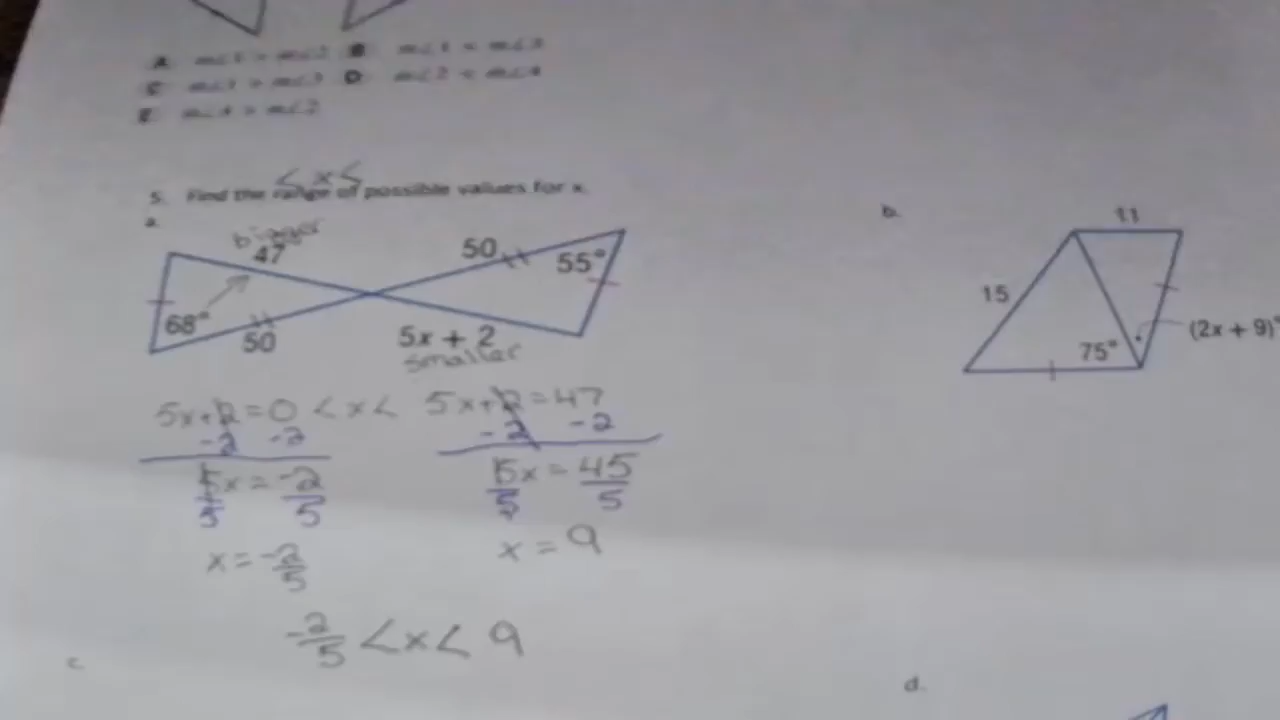 < x <
5. Find the range of possible values for x.
a.
b.
bigger
47
50
55°
68°
50
5x + 2
smaller
11
15
75°
(2x + 9)°
5x+2=0 < x < 5x+2=47
-2 -2 -2 -2
5x = -2 5x = 45
5 5 5 5
x = -2/5 x = 9
-2/5 < x < 9
c.
d.